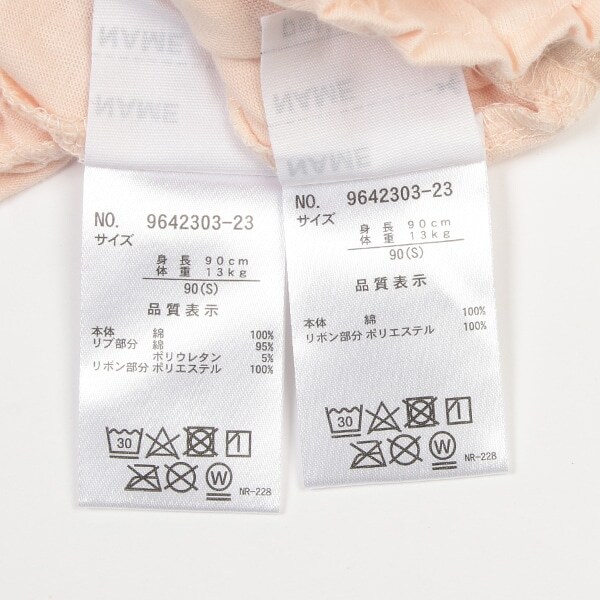 NAME
NAME
NO. 9642303-23
サイズ
身長 90cm
体重 13kg
90(S)
品質表示
本体 綿 100%
リブ部分 綿 95%
ポリウレタン 5%
リボン部分 ポリエステル 100%
30
W
NR-228
NAME
NAME
NO. 9642303-23
サイズ
身長 90cm
体重 13kg
90(S)
品質表示
本体 綿 100%
リボン部分 ポリエステル 100%
30
W
NR-228